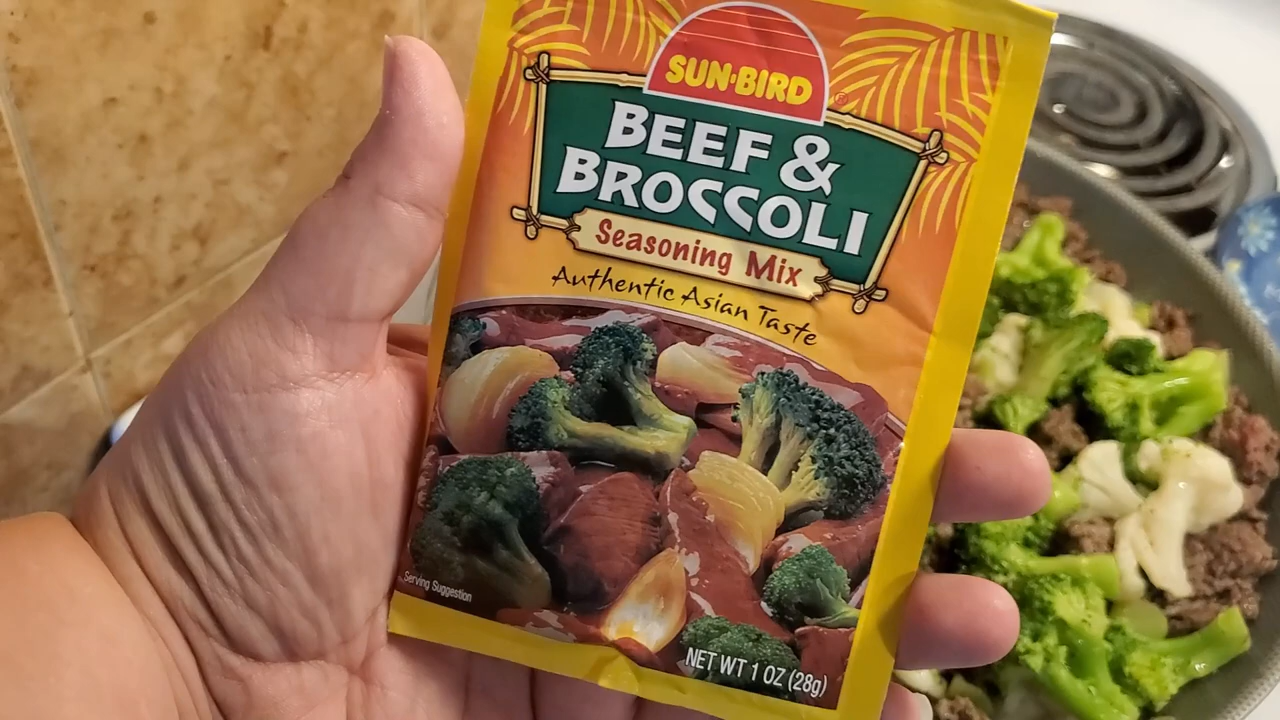 SUN·BIRD
®
BEEF &
BROCCOLI
Seasoning Mix
Authentic Asian Taste
Serving Suggestion
NET WT 1 OZ (28g)